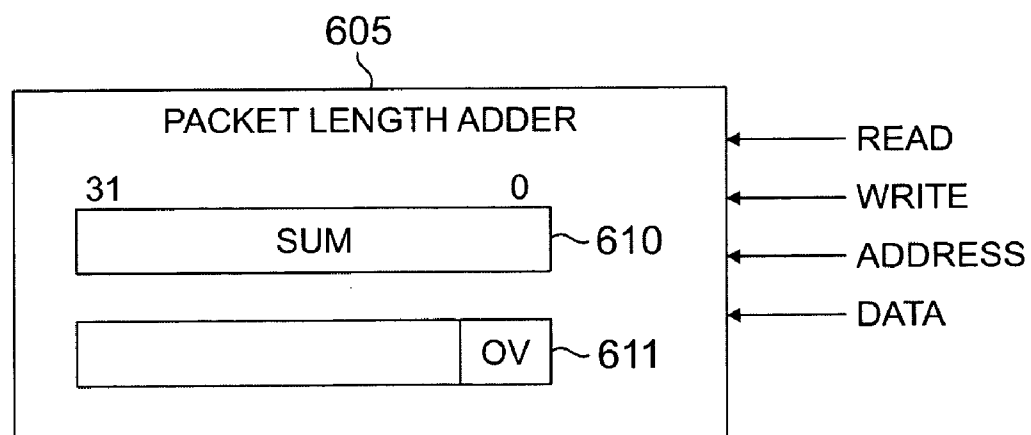 605
PACKET LENGTH ADDER
READ
31 0
WRITE
SUM
610
ADDRESS
DATA
OV
611